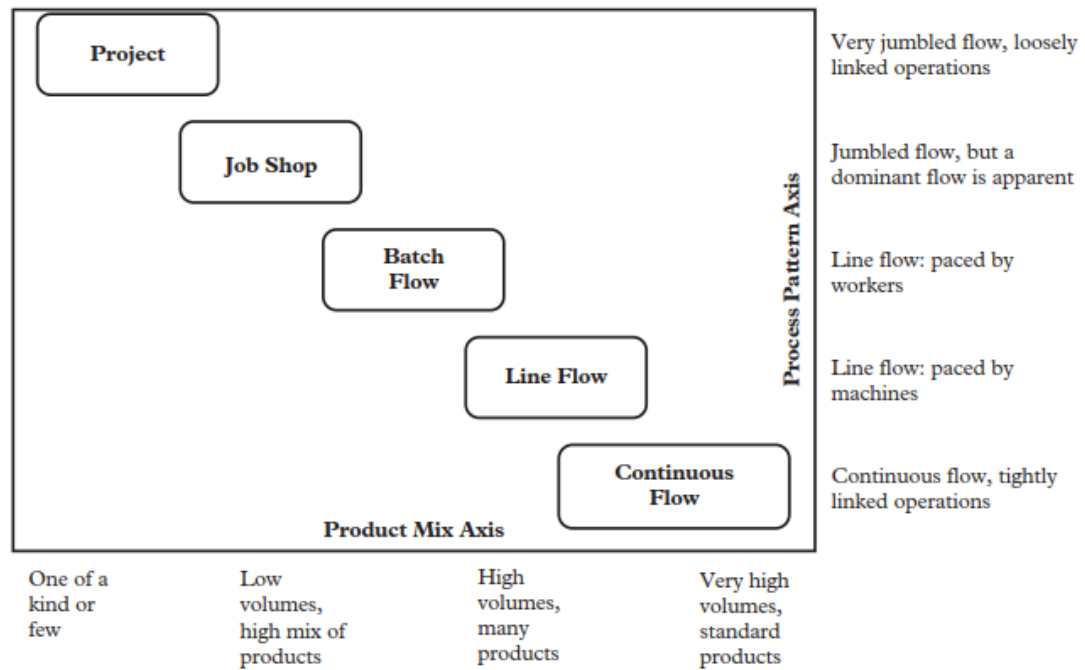 Project
Very jumbled flow, loosely
linked operations
Job Shop
Jumbled flow, but a
dominant flow is apparent
Batch
Flow
Line flow: paced by
workers
Process Pattern Axis
Line Flow
Line flow: paced by
machines
Continuous
Flow
Continuous flow, tightly
linked operations
Product Mix Axis
One of a
kind or
few
Low
volumes,
high mix of
products
High
volumes,
many
products
Very high
volumes,
standard
products